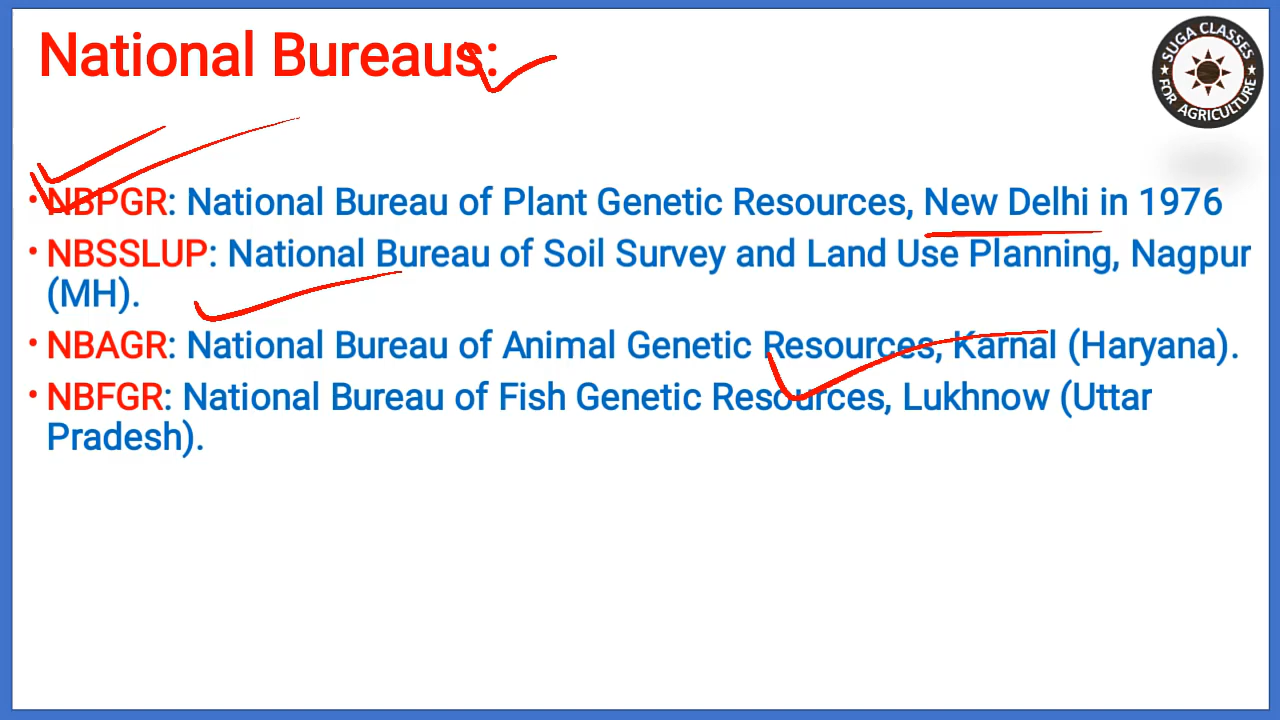 National Bureaus:
SUGA CLASSES
FOR AGRICULTURE
• NBPGR: National Bureau of Plant Genetic Resources, New Delhi in 1976
• NBSSLUP: National Bureau of Soil Survey and Land Use Planning, Nagpur
(MH).
• NBAGR: National Bureau of Animal Genetic Resources, Karnal (Haryana).
• NBFGR: National Bureau of Fish Genetic Resources, Lukhnow (Uttar
Pradesh).